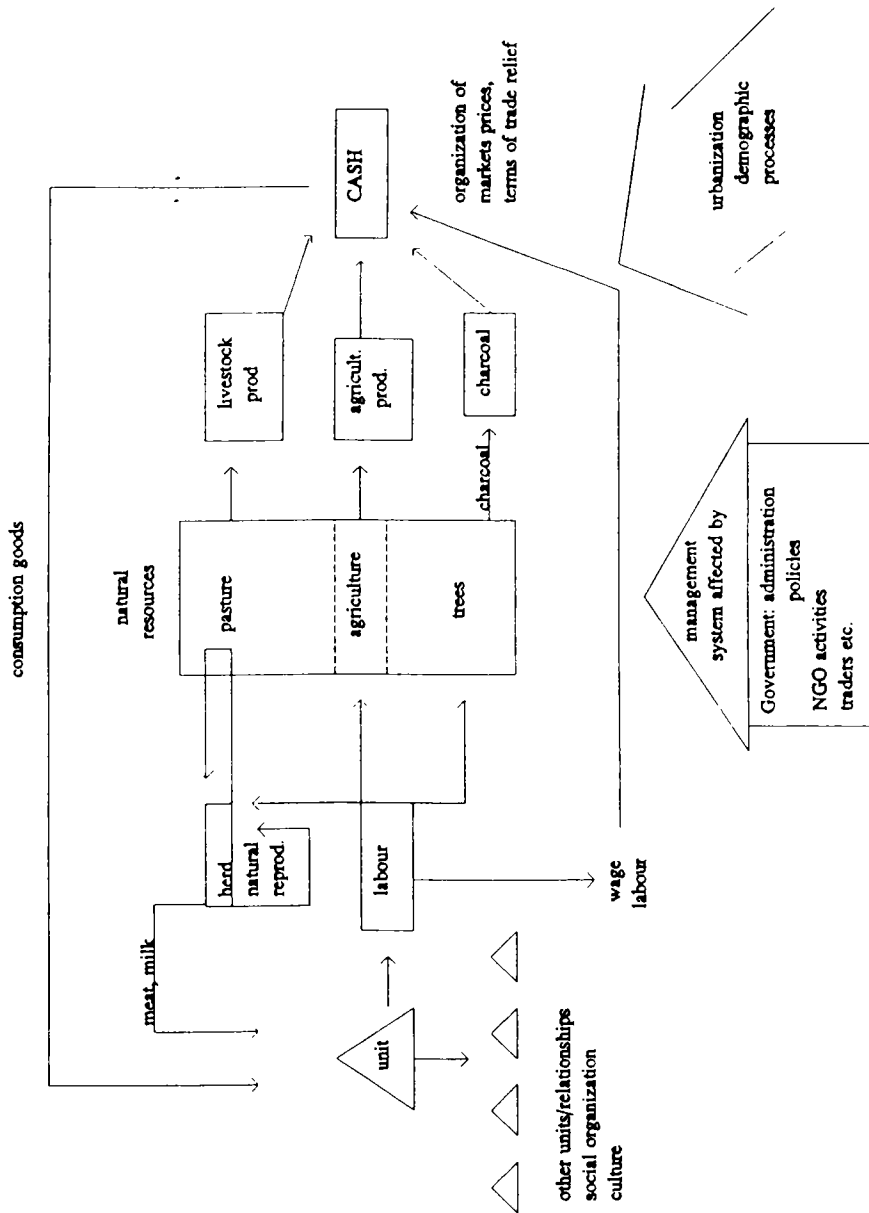 consumption goods
natural
resources
meat, milk
herd
natural
reprod.
pasture
livestock
prod
unit
labour
agriculture
agricult.
prod.
CASH
trees
charcoal
charcoal
organization of
markets prices,
terms of trade relief
other units/relationships
social organization
culture
wage
labour
management
system affected by
Government: administration
policies
NGO activities
traders etc.
urbanization
demographic
processes